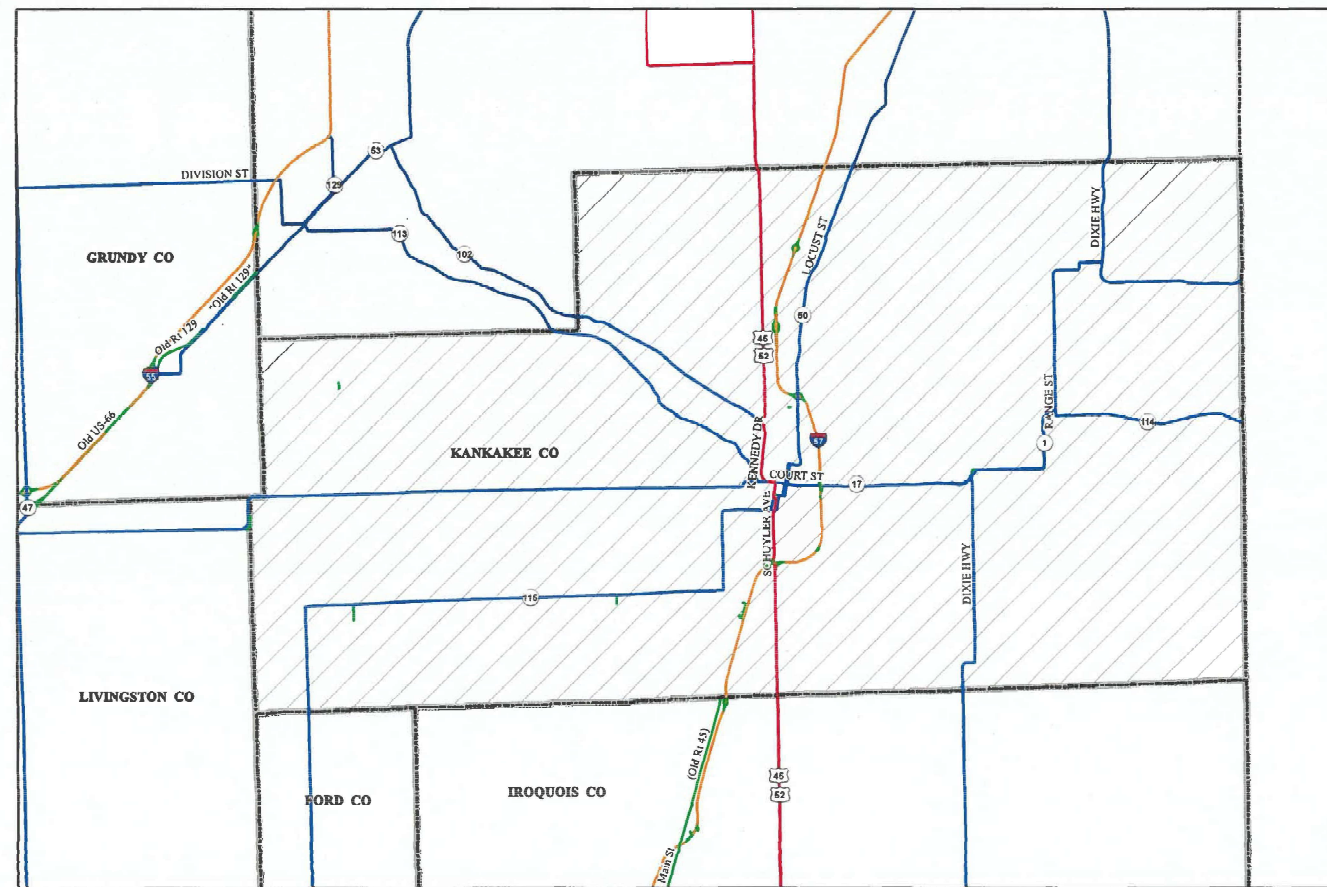 53
DIVISION ST
129
113
102
GRUNDY CO
DIXIE HWY
LOCUST ST
"Old Rt 129"
50
Old Rt 129
45
52
55
RANGE ST
114
Old US-66
KANKAKEE CO
KENNEDY DR
57
1
COURT ST
17
47
SCHUYLER AVE
DIXIE HWY
115
LIVINGSTON CO
(Old Rt 45)
45
52
FORD CO
IROQUOIS CO
Main St